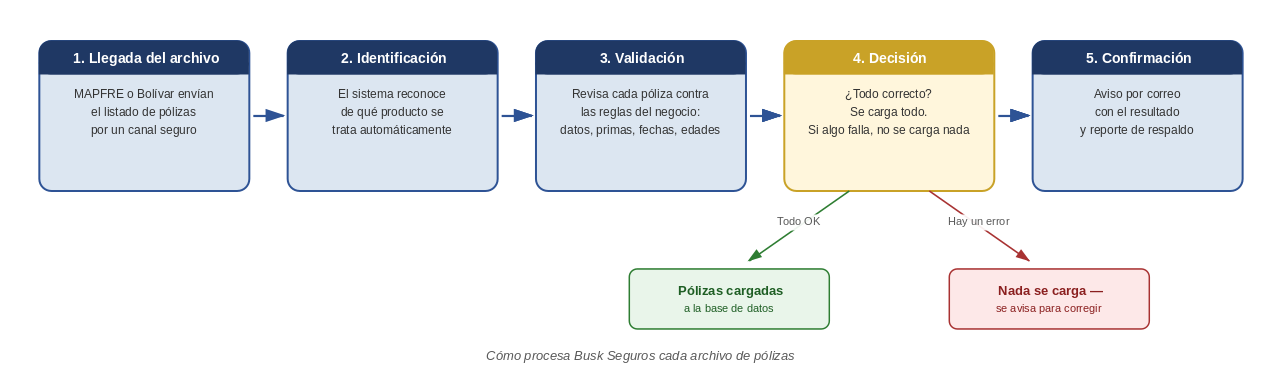 1. Llegada del archivo
MAPFRE o Bolívar envían
el listado de pólizas
por un canal seguro
2. Identificación
El sistema reconoce
de qué producto se
trata automáticamente
3. Validación
Revisa cada póliza contra
las reglas del negocio:
datos, primas, fechas, edades
4. Decisión
¿Todo correcto?
Se carga todo.
Si algo falla, no se carga nada
5. Confirmación
Aviso por correo
con el resultado
y reporte de respaldo
Todo OK
Hay un error
Pólizas cargadas
a la base de datos
Nada se carga —
se avisa para corregir
Cómo procesa Busk Seguros cada archivo de pólizas